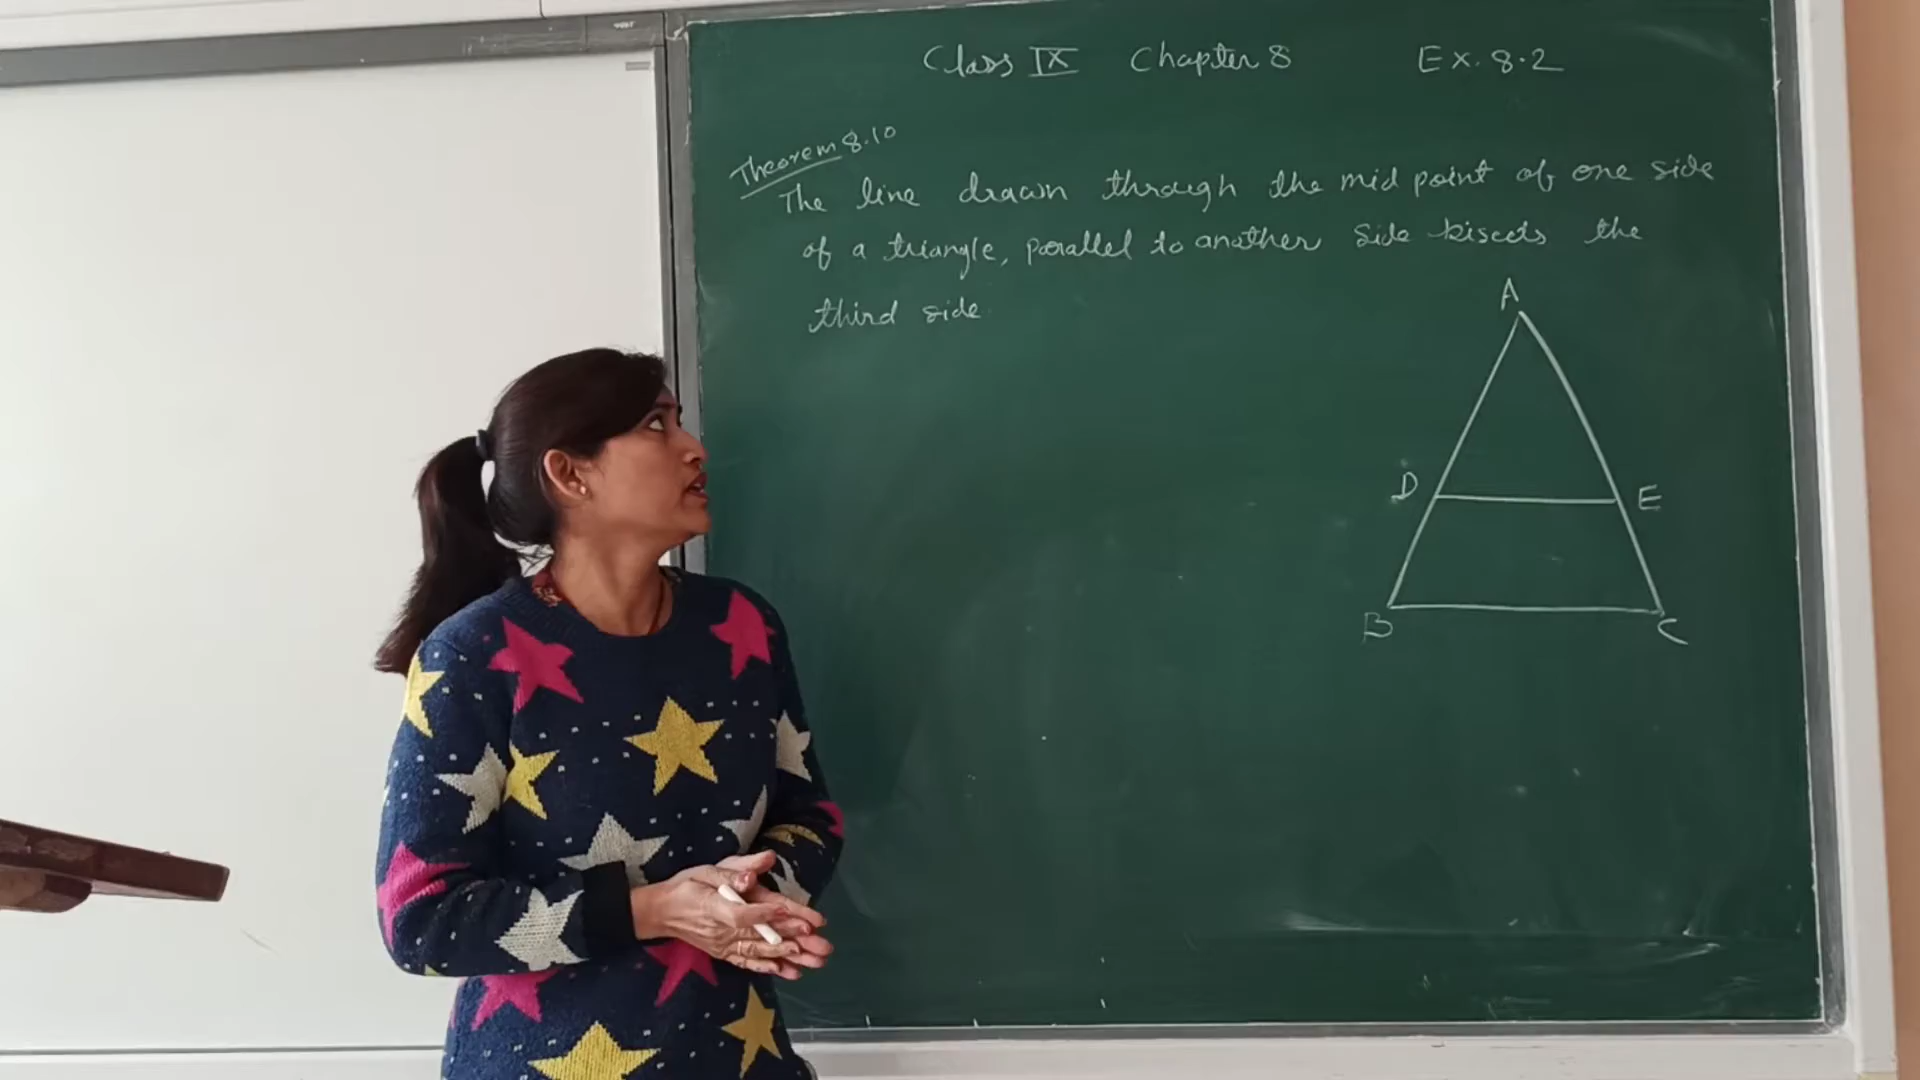 Class IX Chapter 8 Ex. 8.2
Theorem 8.10
The line drawn through the mid point of one side
of a triangle, parallel to another side bisects the
third side
A
D E
B C